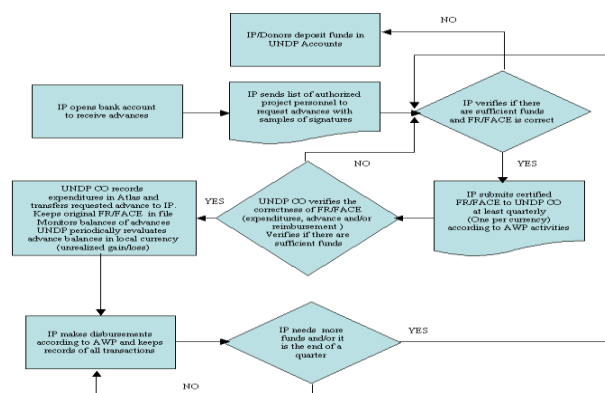 NO
IP/Donors deposit funds in
UNDP Accounts
IP opens bank account
to receive advances
IP sends list of authorized
project personnel to
request advances with
samples of signatures
IP verifies if there
are sufficient funds
and FR/FACE is correct
NO
YES
UNDP CO records
expenditures in Atlas and
transfers requested advance to IP.
Keeps original FR/FACE in file
Monitors balances of advances
UNDP periodically revaluates
advance balances in local currency
(unrealized gain/loss)
YES
UNDP CO verifies the
correctness of FR/FACE
(expenditures, advance and/or
reimbursement )
Verifies if there are
sufficient funds
IP submits certified
FR/FACE to UNDP CO
at least quarterly
(One per currency)
according to AWP activities
IP makes disbursements
according to AWP and keeps
records of all transactions
IP needs more
funds and/or it
is the end of a
quarter
YES
NO